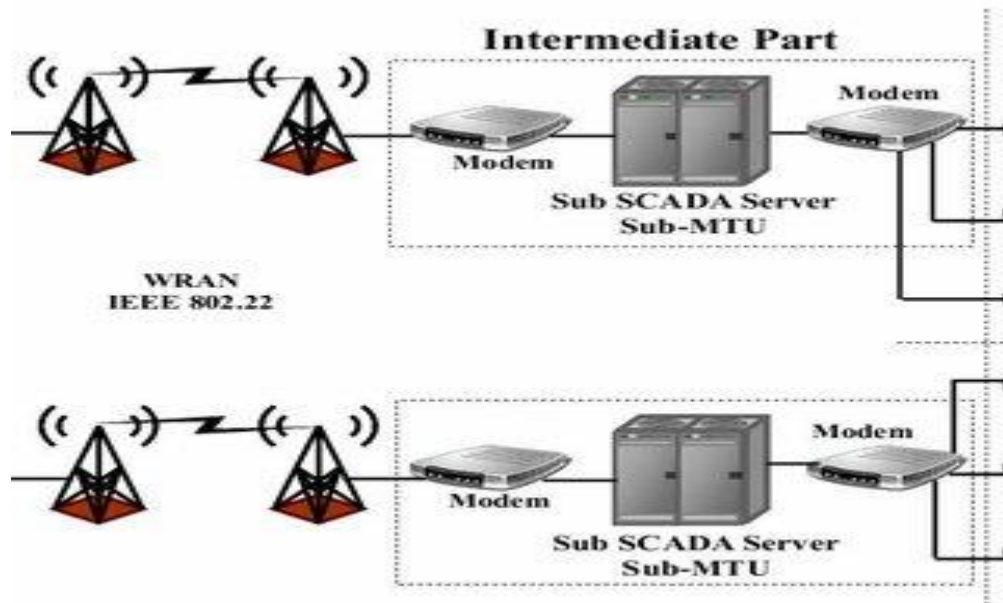 Intermediate Part
Modem
Modem
Sub SCADA Server
Sub-MTU
WRAN
IEEE 802.22
Modem
Modem
Sub SCADA Server
Sub-MTU